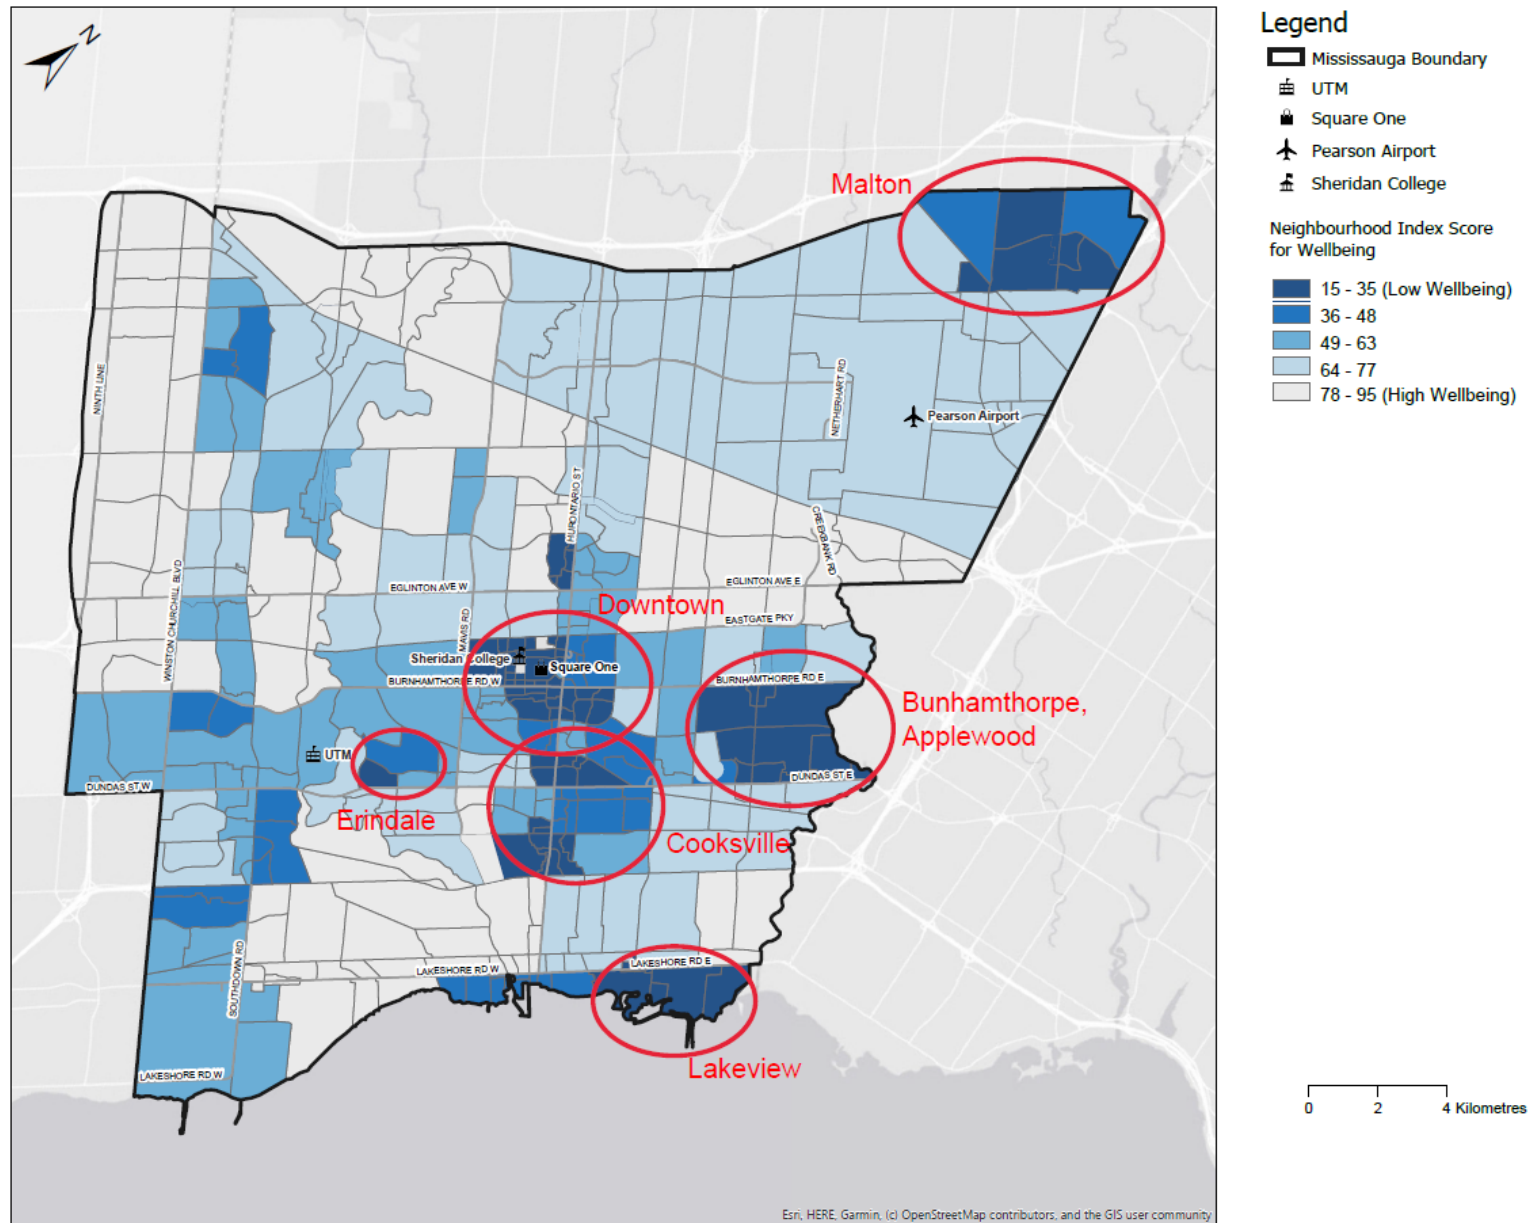 N
Malton
NINTH LINE
NETHERHART RD
Pearson Airport
HURONTARIO ST
CREEKBANK RD
WINSTON CHURCHILL BLVD
EGLINTON AVE W
EGLINTON AVE E
Downtown
EASTGATE PKY
MAVIS RD
Sheridan College
Square One
BURNHAMTHORPE RD W
BURNHAMTHORPE RD E
Bunhamthorpe,
Applewood
UTM
DUNDAS ST W
DUNDAS ST E
Erindale
Cooksville
SOUTHDOWN RD
LAKESHORE RD W
LAKESHORE RD E
Lakeview
LAKESHORE RD W
Esri, HERE, Garmin, (c) OpenStreetMap contributors, and the GIS user community
Legend
Mississauga Boundary
UTM
Square One
Pearson Airport
Sheridan College
Neighbourhood Index Score
for Wellbeing
15 - 35 (Low Wellbeing)
36 - 48
49 - 63
64 - 77
78 - 95 (High Wellbeing)
0 2 4 Kilometres